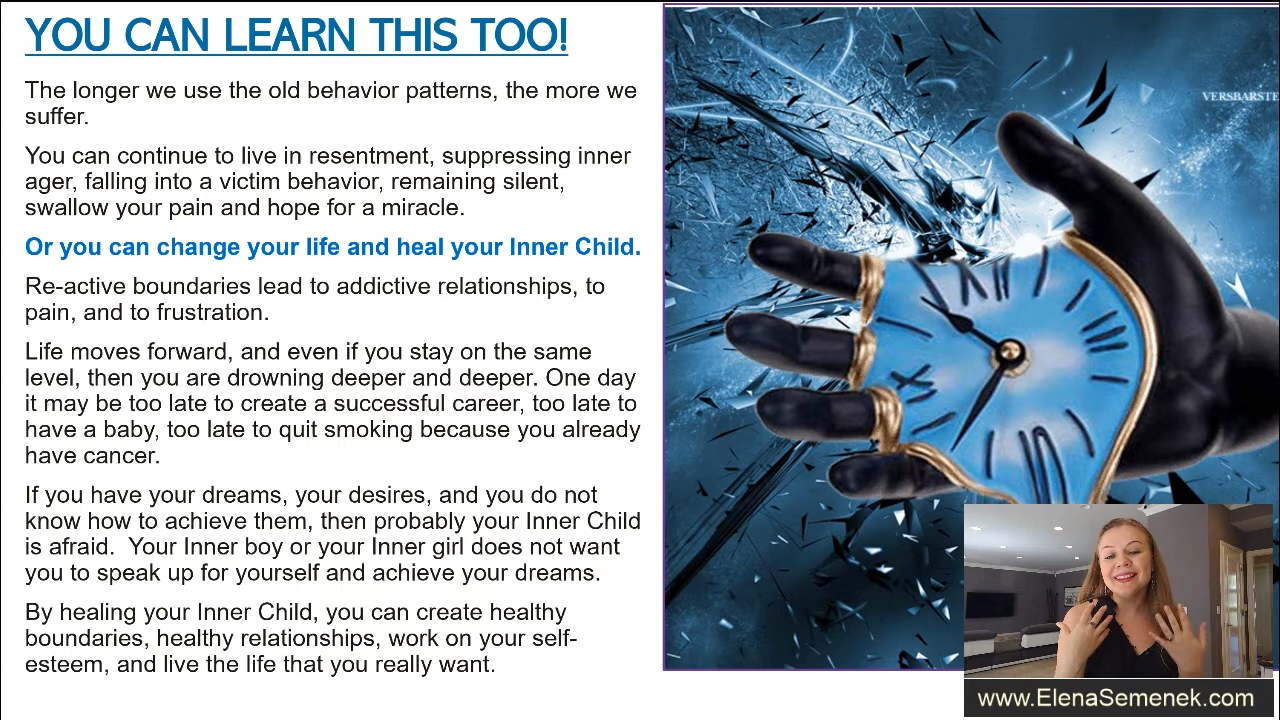 YOU CAN LEARN THIS TOO!
The longer we use the old behavior patterns, the more we
suffer.
You can continue to live in resentment, suppressing inner
ager, falling into a victim behavior, remaining silent,
swallow your pain and hope for a miracle.
Or you can change your life and heal your Inner Child.
Re-active boundaries lead to addictive relationships, to
pain, and to frustration.
Life moves forward, and even if you stay on the same
level, then you are drowning deeper and deeper. One day
it may be too late to create a successful career, too late to
have a baby, too late to quit smoking because you already
have cancer.
If you have your dreams, your desires, and you do not
know how to achieve them, then probably your Inner Child
is afraid.  Your Inner boy or your Inner girl does not want
you to speak up for yourself and achieve your dreams.
By healing your Inner Child, you can create healthy
boundaries, healthy relationships, work on your self-
esteem, and live the life that you really want.
VERSBARSTE
www.ElenaSemenek.com